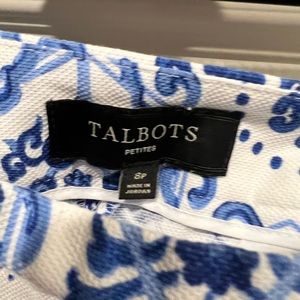 TALBOTS
PETITES
8P
MADE IN
JORDAN